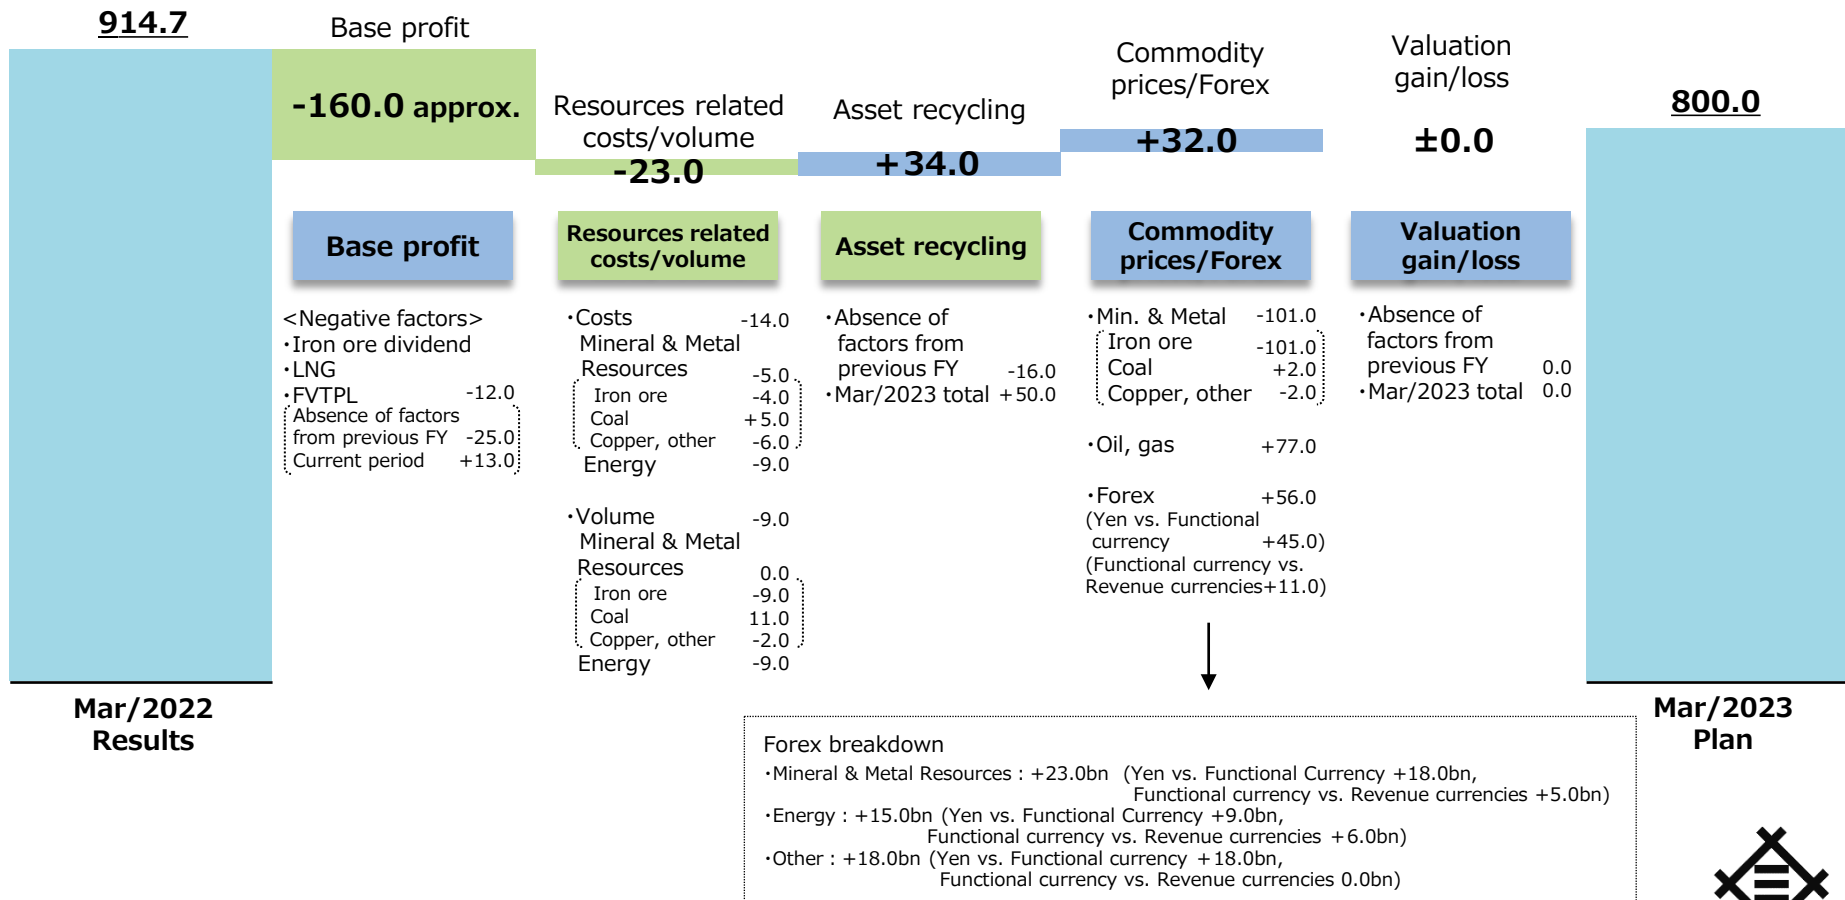 914.7
Base profit
-160.0 approx.
Resources related
costs/volume
-23.0
Asset recycling
+34.0
Commodity
prices/Forex
+32.0
Valuation
gain/loss
±0.0
800.0
Base profit
<Negative factors>
・Iron ore dividend
・LNG
・FVTPL -12.0
Absence of factors
from previous FY -25.0
Current period +13.0
Resources related
costs/volume
・Costs -14.0
Mineral & Metal
Resources -5.0
Iron ore -4.0
Coal +5.0
Copper, other -6.0
Energy -9.0
・Volume -9.0
Mineral & Metal
Resources 0.0
Iron ore -9.0
Coal 11.0
Copper, other -2.0
Energy -9.0
Asset recycling
・Absence of
factors from
previous FY -16.0
・Mar/2023 total +50.0
Commodity
prices/Forex
・Min. & Metal -101.0
Iron ore -101.0
Coal +2.0
Copper, other -2.0
・Oil, gas +77.0
・Forex +56.0
(Yen vs. Functional
currency +45.0)
(Functional currency vs.
Revenue currencies+11.0)
Valuation
gain/loss
・Absence of
factors from
previous FY 0.0
・Mar/2023 total 0.0
Mar/2022
Results
Mar/2023
Plan
Forex breakdown
・Mineral & Metal Resources : +23.0bn (Yen vs. Functional Currency +18.0bn,
Functional currency vs. Revenue currencies +5.0bn)
・Energy : +15.0bn (Yen vs. Functional Currency +9.0bn,
Functional currency vs. Revenue currencies +6.0bn)
・Other : +18.0bn (Yen vs. Functional currency +18.0bn,
Functional currency vs. Revenue currencies 0.0bn)